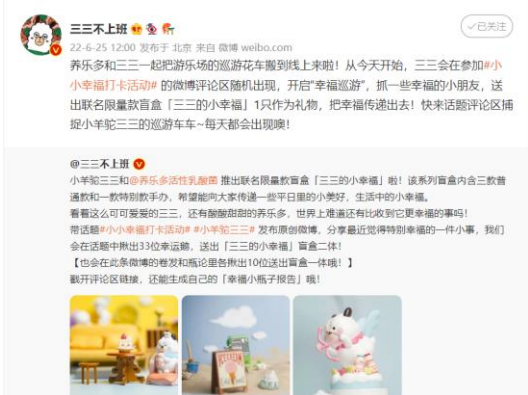 三三不上班
已关注
22-6-25 12:00 发布于 北京 来自 微博 weibo.com
养乐多和三三一起把游乐场的巡游花车搬到线上来啦！从今天开始，三三会在参加#小
小幸福打卡活动# 的微博评论区随机出现，开启“幸福巡游”，抓一些幸福的小朋友，送
出联名限量款盲盒「三三的小幸福」1只作为礼物，把幸福传递出去！快来话题评论区捕
捉小羊驼三三的巡游车车~每天都会出现噢！
@三三不上班
小羊驼三三和@养乐多活性乳酸菌 推出联名限量款盲盒「三三的小幸福」啦！该系列盲盒内含三款普
通款和一款特别款手办，希望能向大家传递一些平日里的小美好，生活中的小幸福。
看着这么可可爱爱的三三，还有酸酸甜甜的养乐多，世界上难道还有比收到它更幸福的事吗！
带话题#小小幸福打卡活动# #小羊驼三三# 发布原创微博，分享最近觉得特别幸福的一件小事，我们
会在话题中揪出33位幸运鹅，送出「三三的小幸福」盲盒二体！
【也会在此条微博的卷发和瓶论里各揪出10位送出盲盒一体哦！】
戳开评论区链接，还能生成自己的「幸福小瓶子报告」哦！